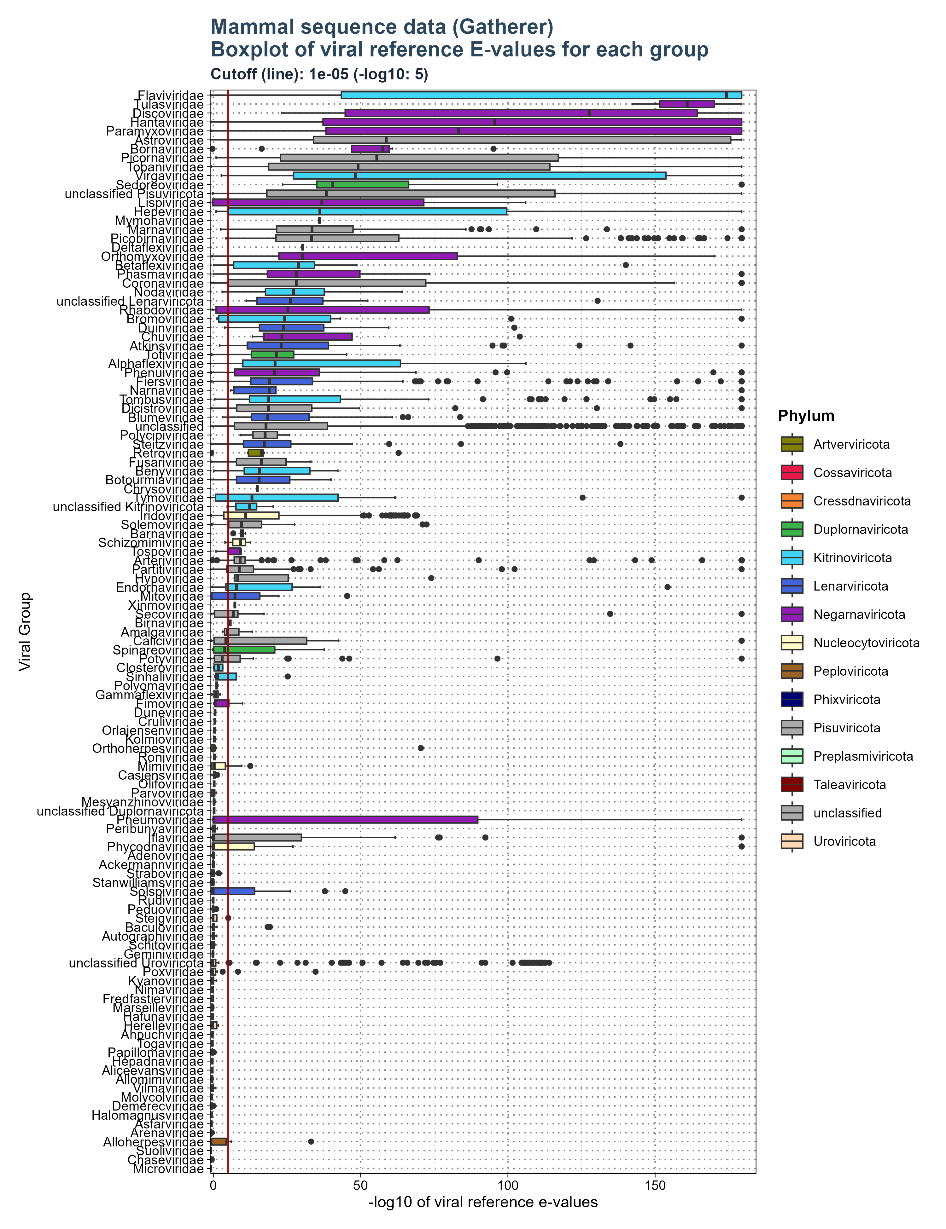 Mammal sequence data (Gatherer)
Boxplot of viral reference E-values for each group
Cutoff (line): 1e-05 (-log10: 5)
Flaviviridae
Tulasviridae
Discoviridae
Hantaviridae
Paramyxoviridae
Astroviridae
Bornaviridae
Picornaviridae
Tobaniviridae
Virgaviridae
Sedoreoviridae
unclassified Pisuviricota
Lispiviridae
Hepeviridae
Mymonaviridae
Marnaviridae
Picobirnaviridae
Deltaflexiviridae
Orthomyxoviridae
Betaflexiviridae
Phasmaviridae
Coronaviridae
Nodaviridae
unclassified Lenarviricota
Rhabdoviridae
Bromoviridae
Duinviridae
Chuviridae
Atkinsviridae
Totiviridae
Alphaflexiviridae
Phenuiviridae
Fiersviridae
Narnaviridae
Tombusviridae
Dicistroviridae
Blumeviridae
unclassified
Polycipiviridae
Steitzviridae
Retroviridae
Fusariviridae
Benyviridae
Botourmiaviridae
Chrysoviridae
Tymoviridae
unclassified Kitrinoviricota
Iridoviridae
Solemoviridae
Barnaviridae
Schizomimiviridae
Tospoviridae
Arteriviridae
Partitiviridae
Hypoviridae
Endornaviridae
Mitoviridae
Xinmoviridae
Secoviridae
Birnaviridae
Amalgaviridae
Caliciviridae
Spinareoviridae
Potyviridae
Closteroviridae
Sinhaliviridae
Polyomaviridae
Gammaflexiviridae
Fimoviridae
Duneviridae
Cruliviridae
Orlajensenviridae
Kolmioviridae
Orthoherpesviridae
Roniviridae
Mimiviridae
Casjensviridae
Olifoviridae
Parvoviridae
Mesyanzhinovviridae
unclassified Duplornaviricota
Pneumoviridae
Peribunyaviridae
Iflaviridae
Phycodnaviridae
Adenoviridae
Ackermannviridae
Straboviridae
Stanwilliamsviridae
Solspiviridae
Rudiviridae
Peduoviridae
Steigviridae
Baculoviridae
Autographiviridae
Schitoviridae
Geminiviridae
unclassified Uroviricota
Poxviridae
Kyanoviridae
Nimaviridae
Fredfastierviridae
Marseilleviridae
Hafunaviridae
Herelleviridae
Ahpuchviridae
Togaviridae
Papillomaviridae
Hepadnaviridae
Aliceevansviridae
Allomimiviridae
Vilmaviridae
Molycolviridae
Demerecviridae
Halomagnusviridae
Asfarviridae
Arenaviridae
Alloherpesviridae
Suoliviridae
Chaseviridae
Microviridae
Viral Group
0
50
100
150
-log10 of viral reference e-values
Phylum
Artverviricota
Cossaviricota
Cressdnaviricota
Duplornaviricota
Kitrinoviricota
Lenarviricota
Negarnaviricota
Nucleocytoviricota
Peploviricota
Phixviricota
Pisuviricota
Preplasmiviricota
Taleaviricota
unclassified
Uroviricota